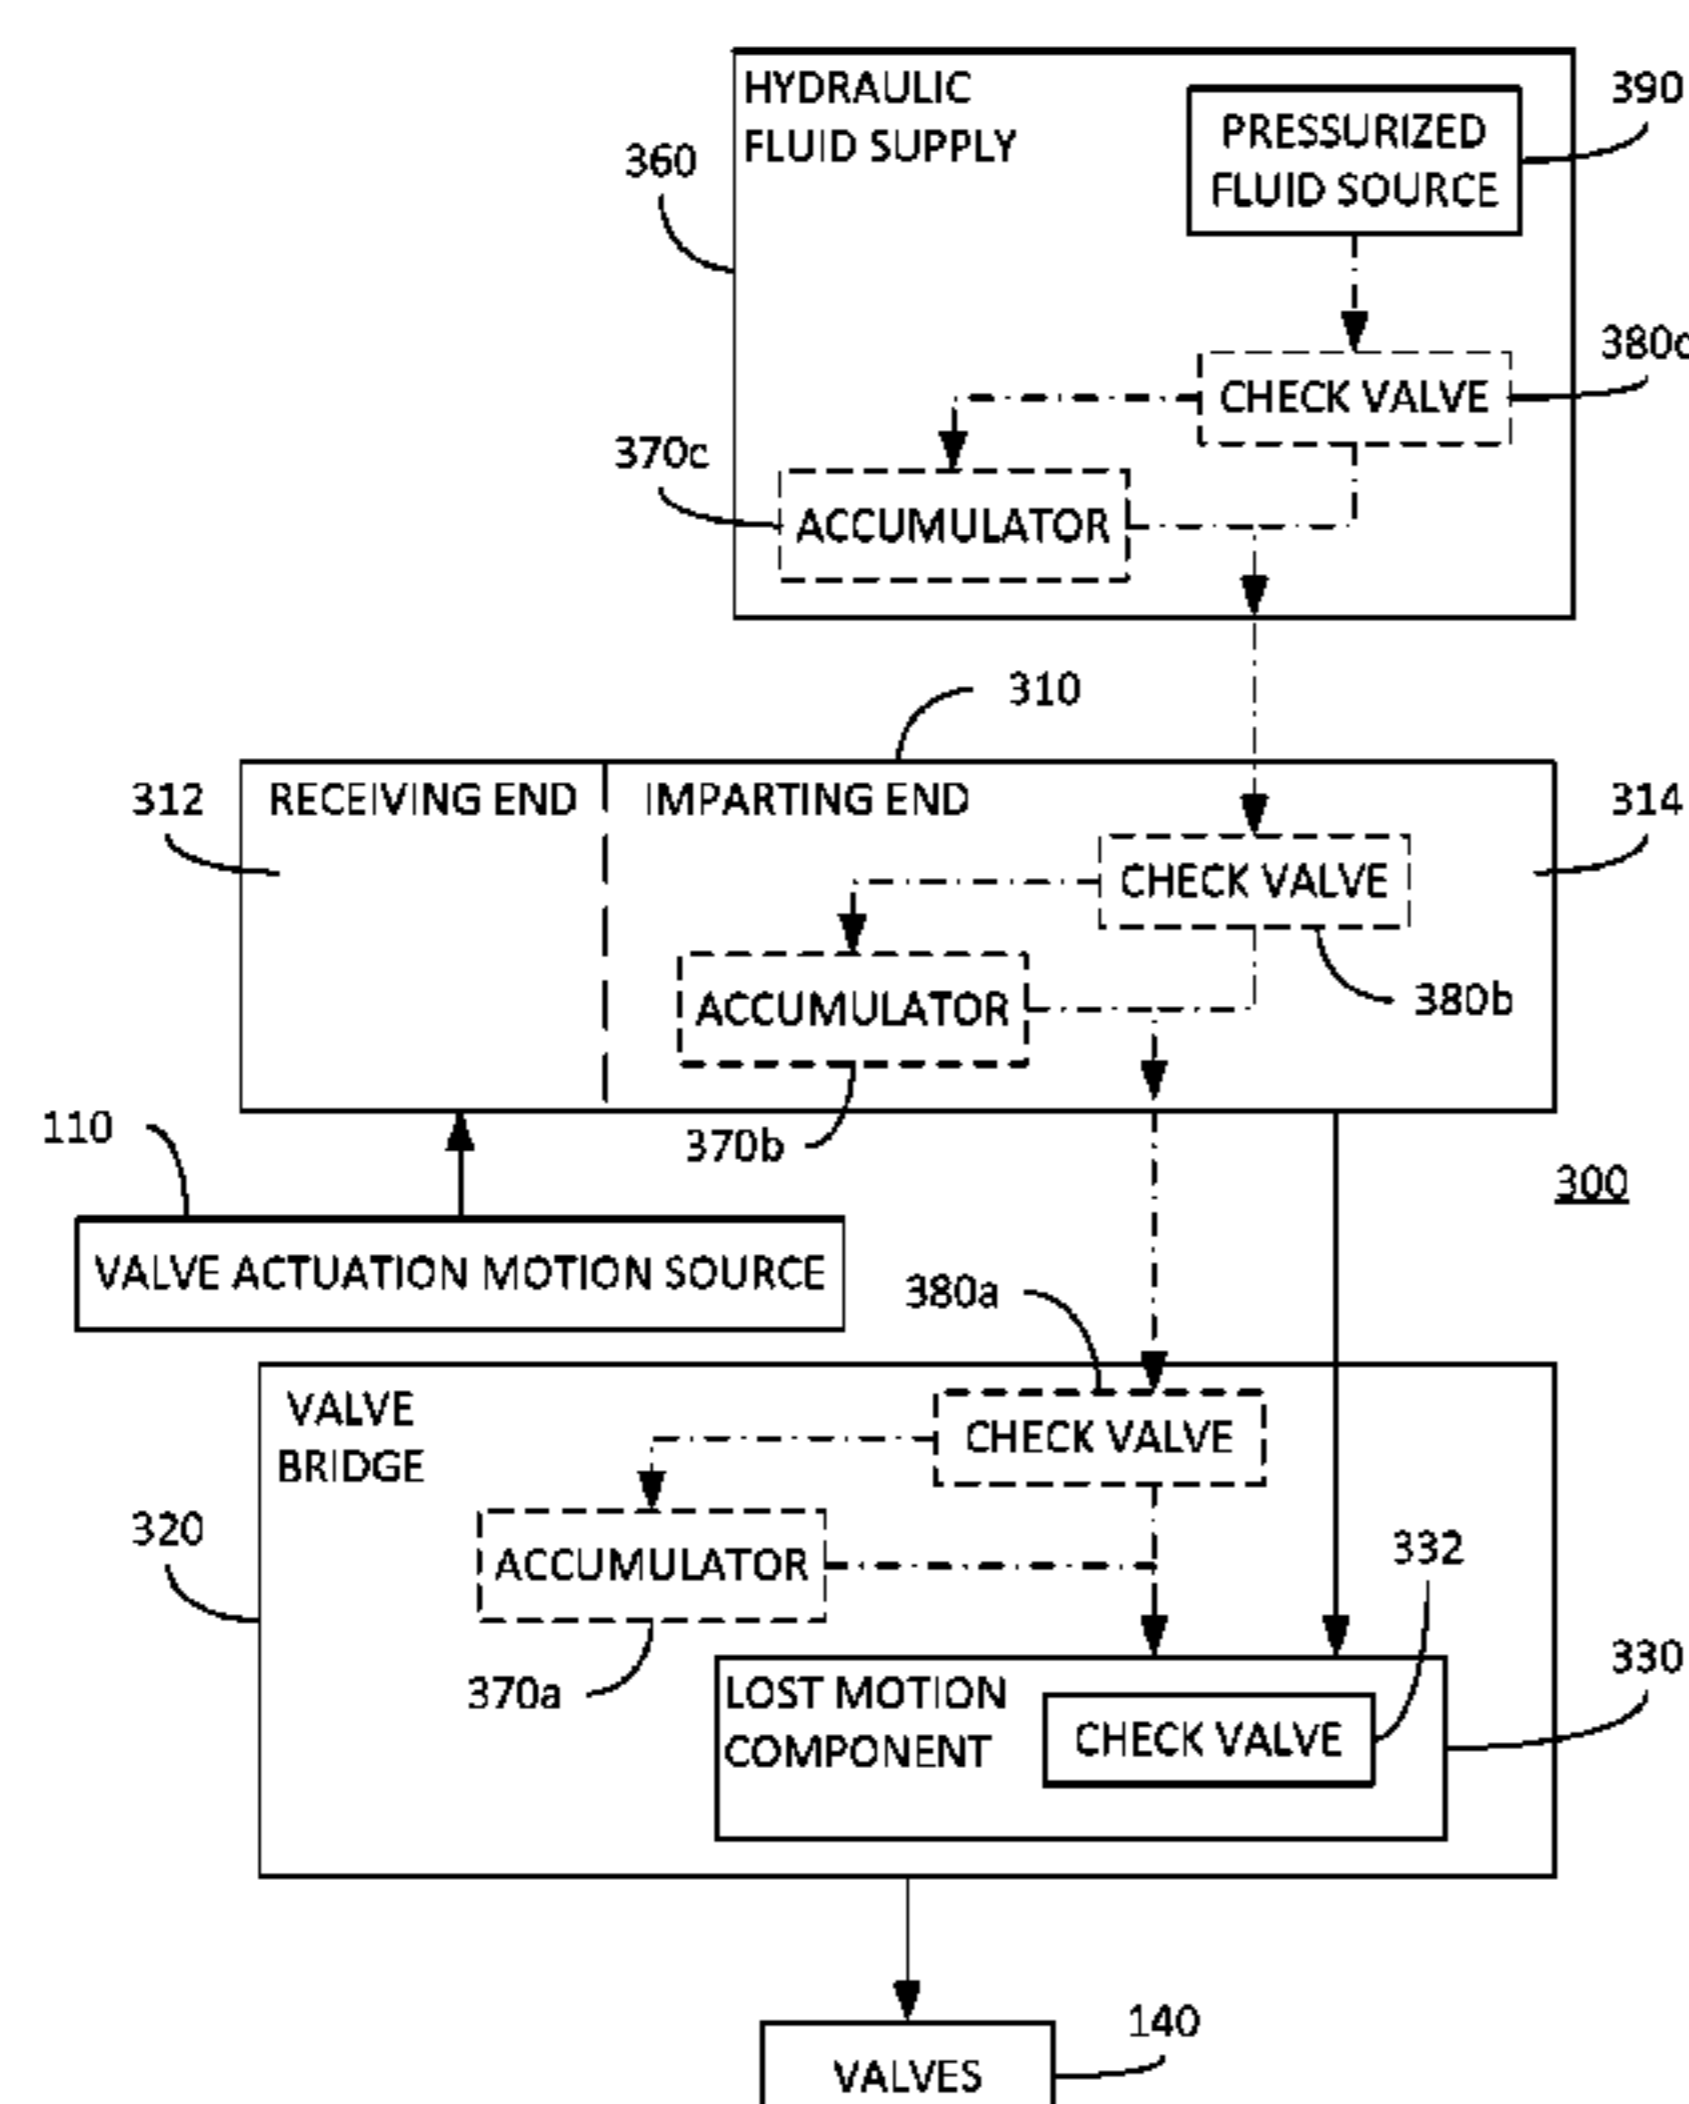 HYDRAULIC
FLUID SUPPLY
390
PRESSURIZED
FLUID SOURCE
360
CHECK VALVE
370c
ACCUMULATOR
310
312
RECEIVING END
IMPARTING END
314
CHECK VALVE
380b
ACCUMULATOR
370b
110
300
VALVE ACTUATION MOTION SOURCE
380a
VALVE
BRIDGE
CHECK VALVE
320
ACCUMULATOR
332
370a
330
LOST MOTION
COMPONENT
CHECK VALVE
140
VALVES